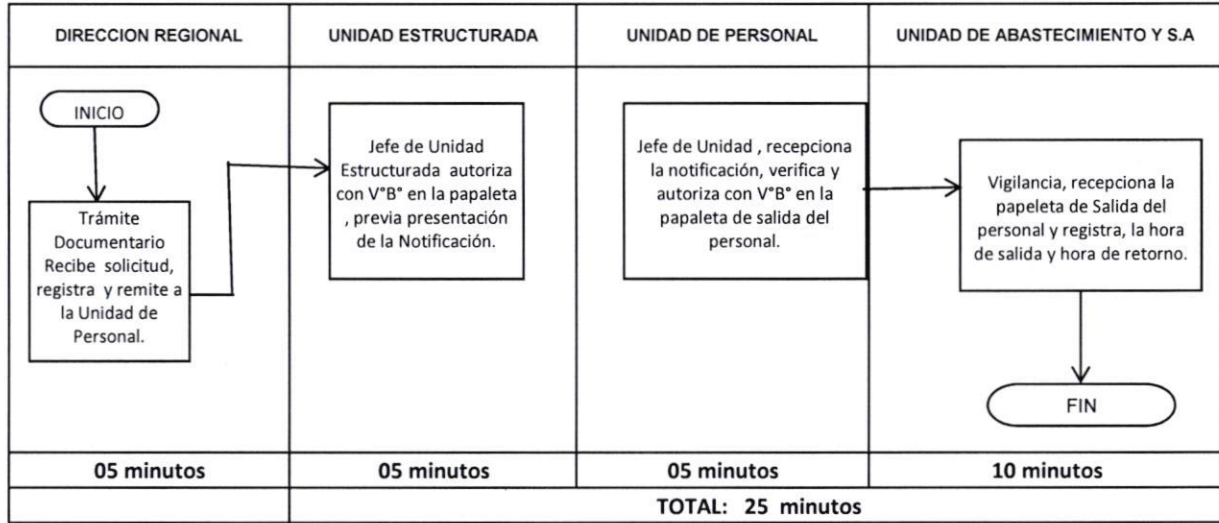 DIRECCION REGIONAL
UNIDAD ESTRUCTURADA
UNIDAD DE PERSONAL
UNIDAD DE ABASTECIMIENTO Y S.A
INICIO
Trámite
Documentario
Recibe solicitud,
registra y remite a
la Unidad de
Personal.
Jefe de Unidad
Estructurada autoriza
con V°B° en la papaleta
, previa presentación
de la Notificación.
Jefe de Unidad , recepciona
la notificación, verifica y
autoriza con V°B° en la
papaleta de salida del
personal.
Vigilancia, recepciona la
papeleta de Salida del
personal y registra, la hora
de salida y hora de retorno.
FIN
05 minutos
05 minutos
05 minutos
10 minutos
TOTAL: 25 minutos